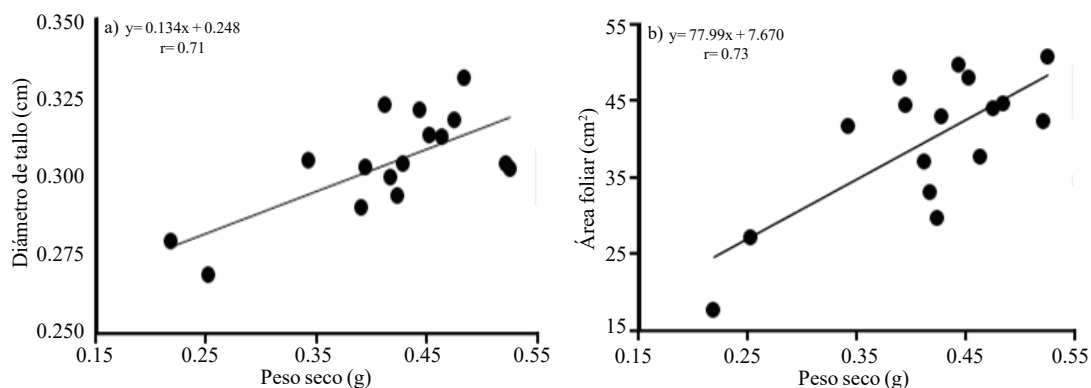 a) y=0.134x+0.248
r=0.71
0.350
0.325
0.300
0.275
0.250
Diámetro de tallo (cm)
0.15 0.25 0.35 0.45 0.55
Peso seco (g)
b) y=77.99x+7.670
r=0.73
55
45
35
25
15
Área foliar (cm²)
0.15 0.25 0.35 0.45 0.55
Peso seco (g)